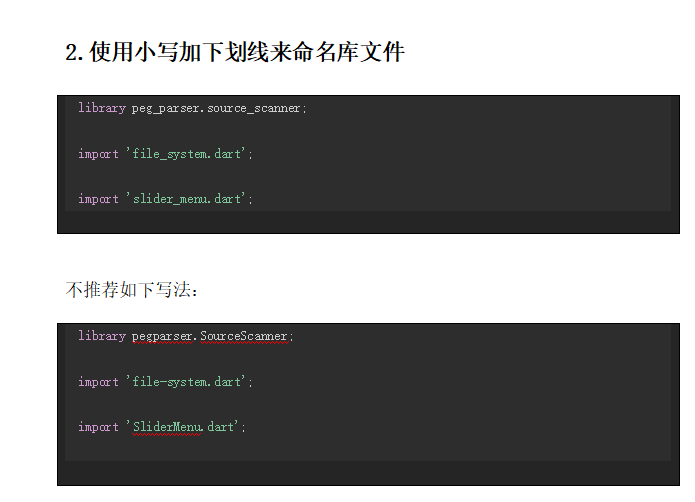 2.使用小写加下划线来命名库文件
library peg_parser.source_scanner;
import 'file_system.dart';
import 'slider_menu.dart';
不推荐如下写法：
library pegparser.SourceScanner;
import 'file-system.dart';
import 'SliderMenu.dart';